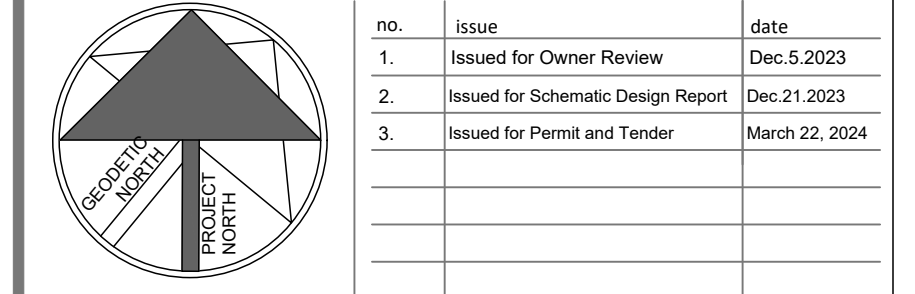 GEODETIC
NORTH
PROJECT
NORTH
no. issue date
1. Issued for Owner Review Dec.5.2023
2. Issued for Schematic Design Report Dec.21.2023
3. Issued for Permit and Tender March 22, 2024